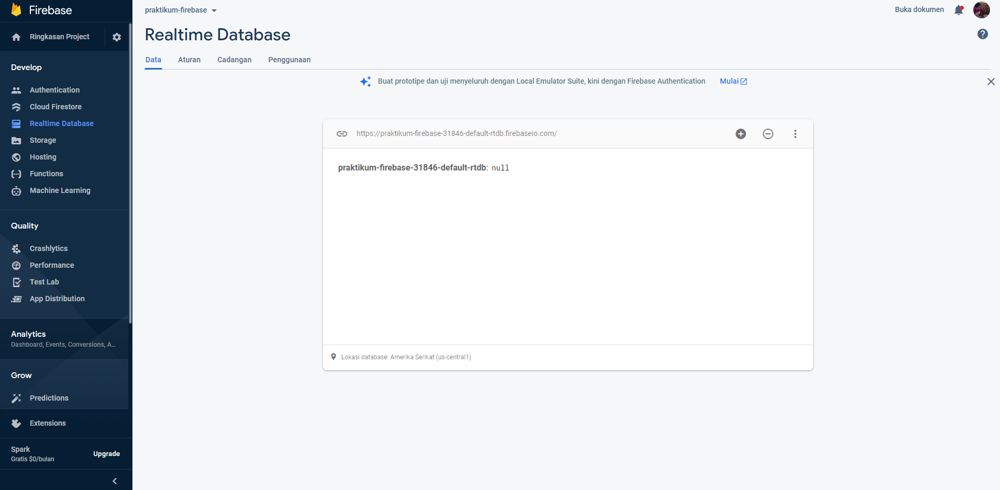 Firebase
Ringkasan Project
Develop
Authentication
Cloud Firestore
Realtime Database
Storage
Hosting
Functions
Machine Learning
Quality
Crashlytics
Performance
Test Lab
App Distribution
Analytics
Dashboard, Events, Conversions, A...
Grow
Predictions
Extensions
Spark
Gratis $0/bulan
Upgrade
praktikum-firebase
Buka dokumen
Realtime Database
Data Aturan Cadangan Penggunaan
Buat prototipe dan uji menyeluruh dengan Local Emulator Suite, kini dengan Firebase Authentication Mulai
https://praktikum-firebase-31846-default-rtdb.firebaseio.com/
praktikum-firebase-31846-default-rtdb: null
Lokasi database: Amerika Serikat (us-central1)